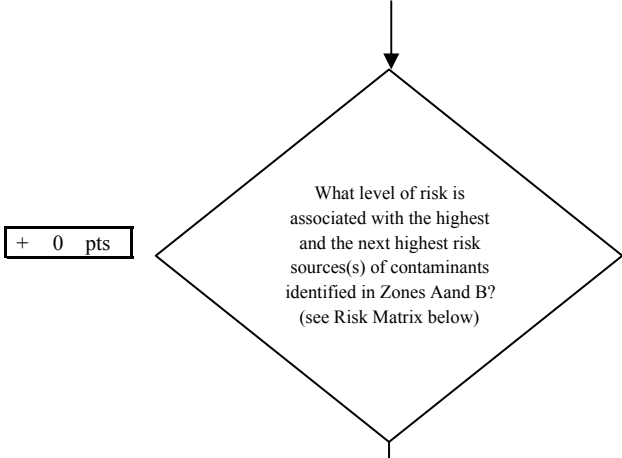 What level of risk is
associated with the highest
and the next highest risk
sources(s) of contaminants
identified in Zones Aand B?
(see Risk Matrix below)
+ 0 pts